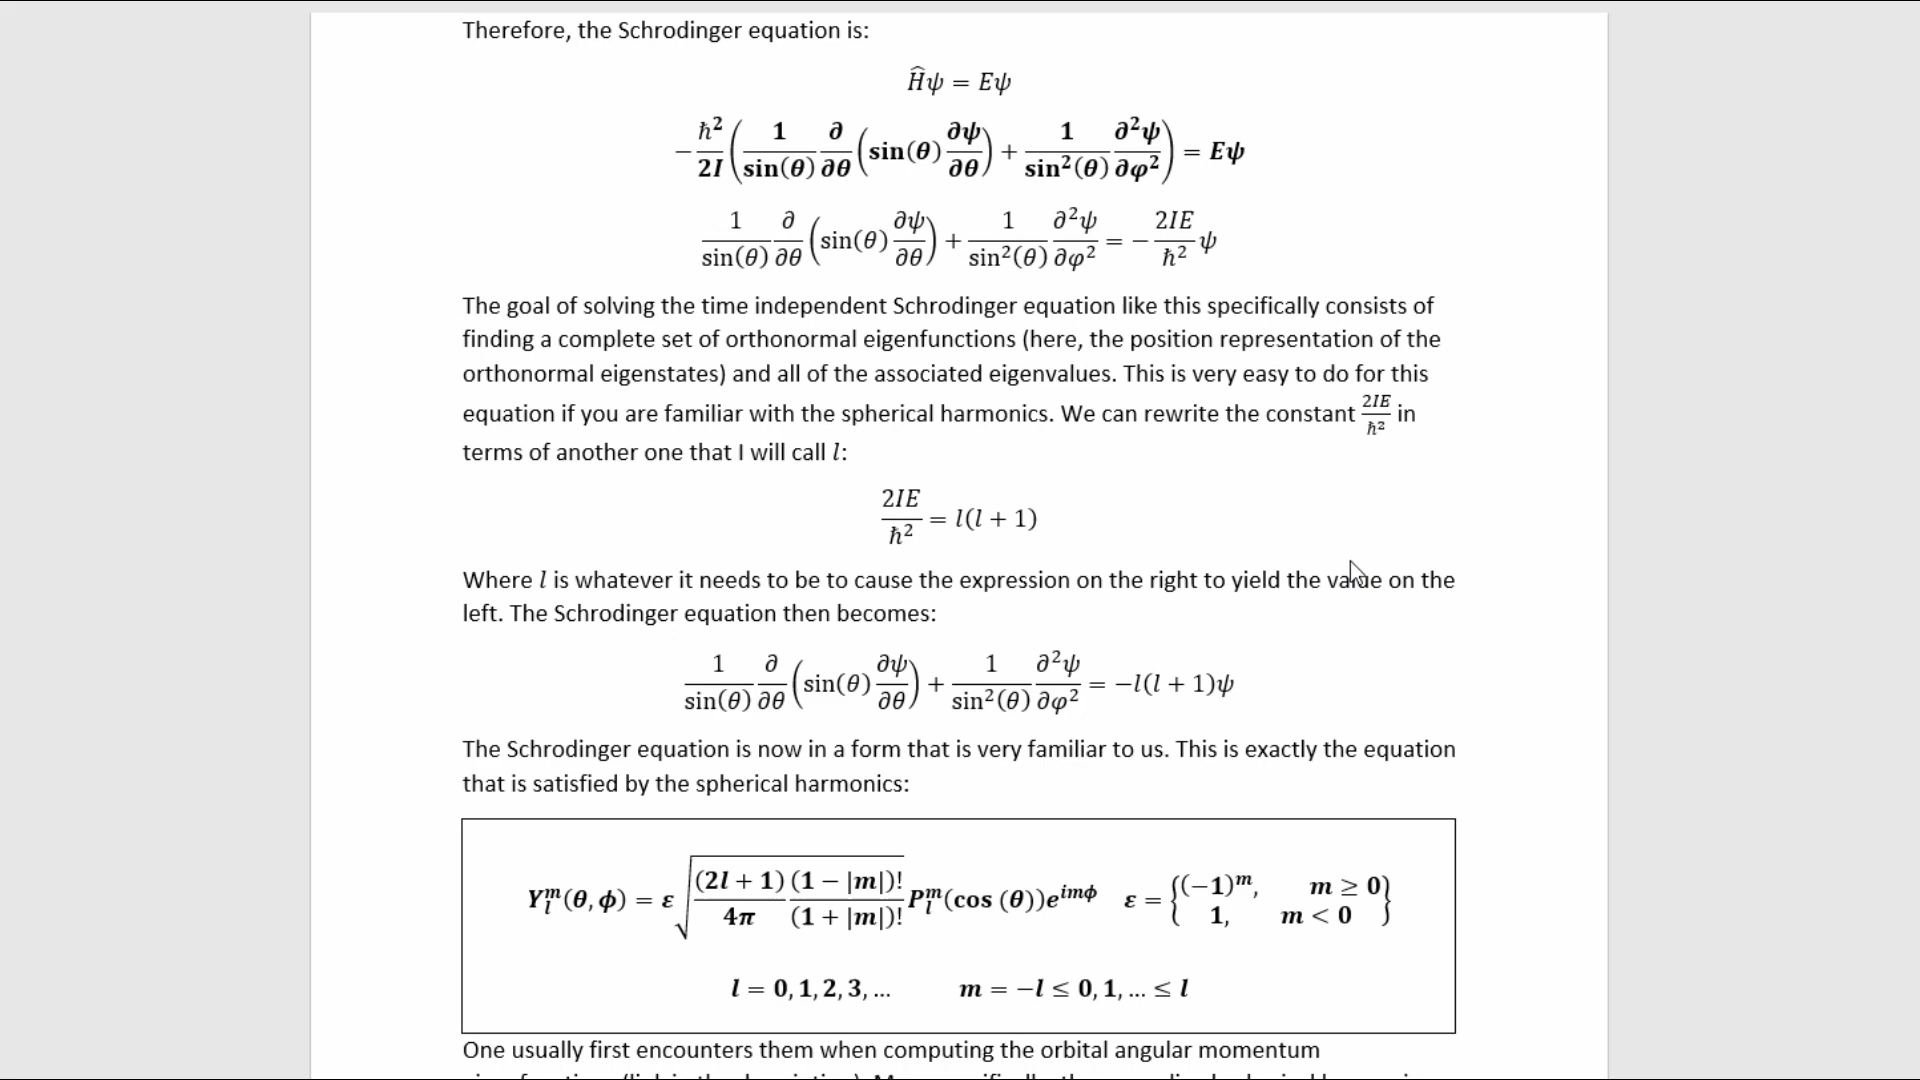 Therefore, the Schrodinger equation is:
Ĥψ = Eψ
−ħ²/2I (1/sin(θ) ∂/∂θ (sin(θ) ∂ψ/∂θ) + 1/sin²(θ) ∂²ψ/∂φ²) = Eψ
1/sin(θ) ∂/∂θ (sin(θ) ∂ψ/∂θ) + 1/sin²(θ) ∂²ψ/∂φ² = −2IE/ħ² ψ
The goal of solving the time independent Schrodinger equation like this specifically consists of
finding a complete set of orthonormal eigenfunctions (here, the position representation of the
orthonormal eigenstates) and all of the associated eigenvalues. This is very easy to do for this
equation if you are familiar with the spherical harmonics. We can rewrite the constant 2IE/ħ² in
terms of another one that I will call l:
2IE/ħ² = l(l + 1)
Where l is whatever it needs to be to cause the expression on the right to yield the value on the
left. The Schrodinger equation then becomes:
1/sin(θ) ∂/∂θ (sin(θ) ∂ψ/∂θ) + 1/sin²(θ) ∂²ψ/∂φ² = −l(l + 1)ψ
The Schrodinger equation is now in a form that is very familiar to us. This is exactly the equation
that is satisfied by the spherical harmonics:
Yₗᵐ(θ, ϕ) = ε √((2l + 1)/4π (1 − |m|)!/(1 + |m|)!) Pₗᵐ(cos (θ))e^{imϕ} ε = {(−1)ᵐ, m ≥ 0; 1, m < 0}
l = 0, 1, 2, 3, … m = −l ≤ 0, 1, … ≤ l
One usually first encounters them when computing the orbital angular momentum